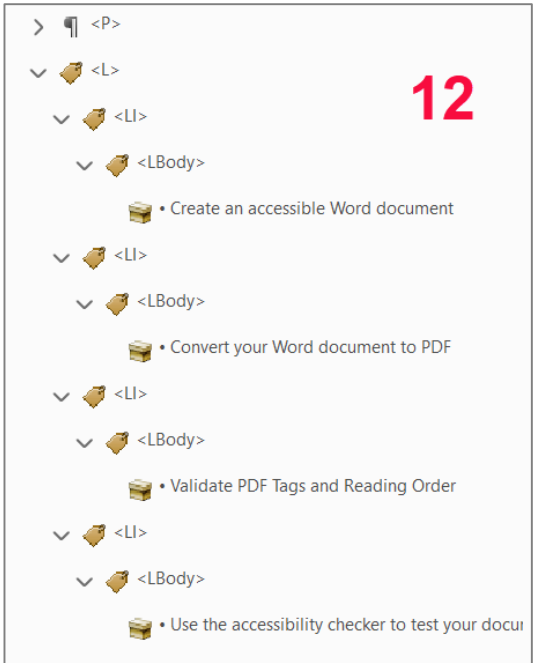 <P>
<L>
12
<LI>
<LBody>
• Create an accessible Word document
<LI>
<LBody>
• Convert your Word document to PDF
<LI>
<LBody>
• Validate PDF Tags and Reading Order
<LI>
<LBody>
• Use the accessibility checker to test your